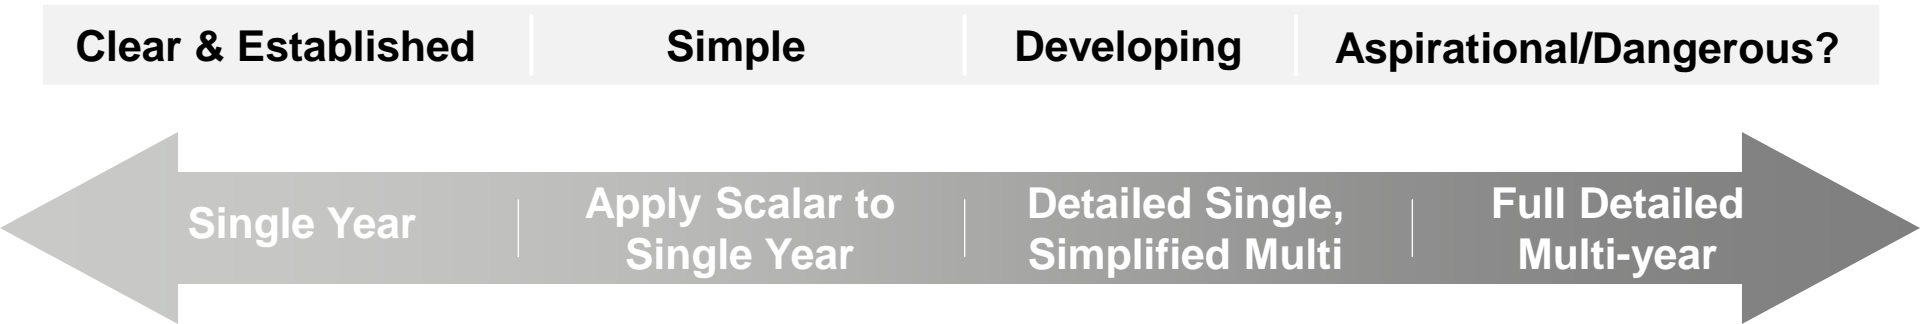 Clear & Established
Simple
Developing
Aspirational/Dangerous?
Single Year
Apply Scalar to
Single Year
Detailed Single,
Simplified Multi
Full Detailed
Multi-year